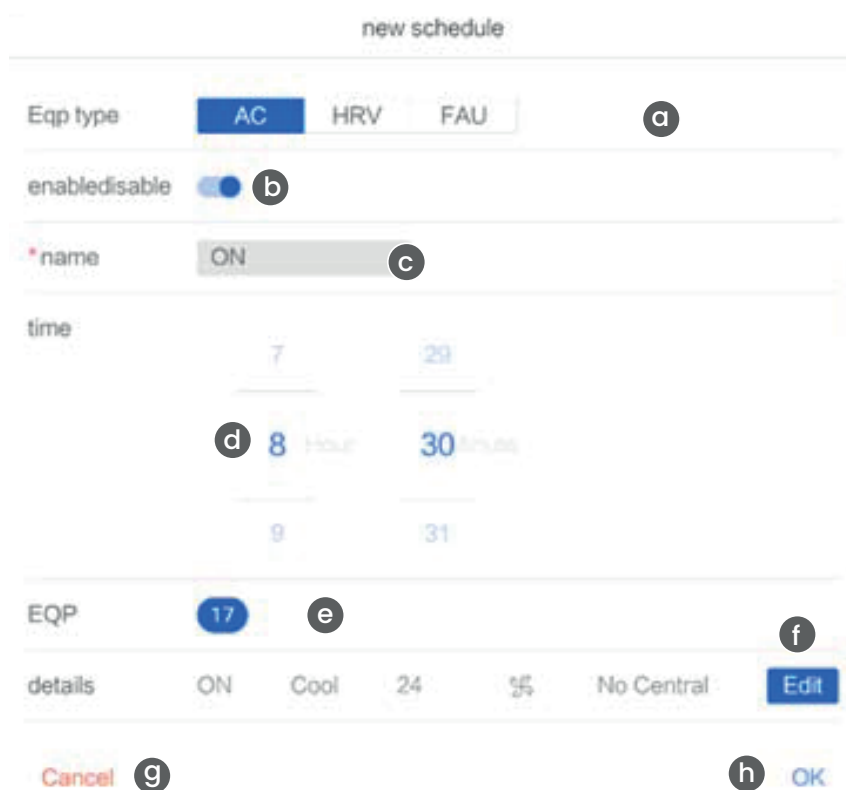 new schedule
Eqp type AC HRV FAU a
enabledisable b
*name ON c
time
7 29
d 8 Hour 30
9 31
EQP 17 e
f
details ON Cool 24 No Central Edit
Cancel g h OK